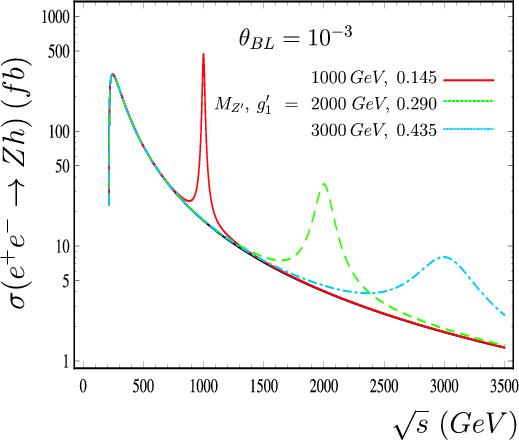 θ_BL = 10⁻³
1000 GeV, 0.145
M_Z′, g′₁ = 2000 GeV, 0.290
3000 GeV, 0.435
σ(e⁺e⁻ → Zh) (fb)
1000
500
100
50
10
5
1
0 500 1000 1500 2000 2500 3000 3500
√s (GeV)